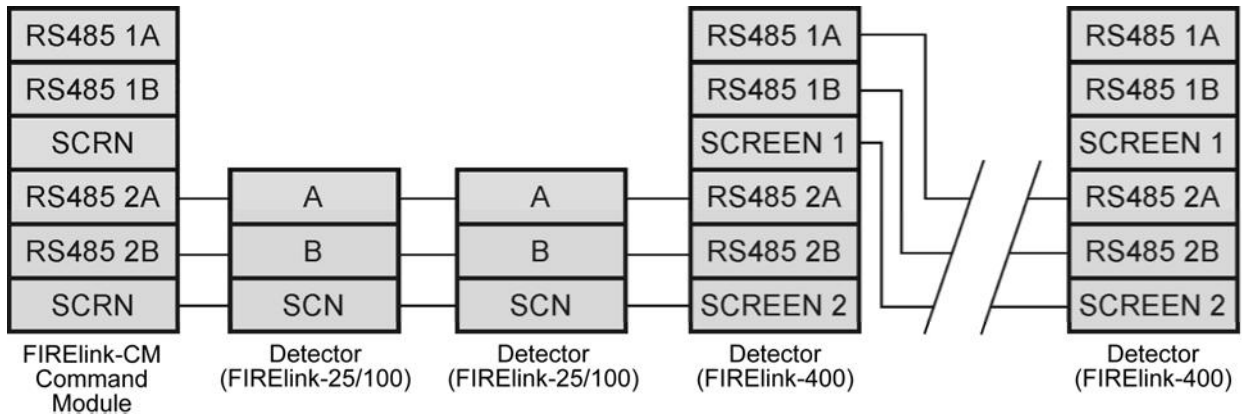 RS485 1A
RS485 1B
SCRN
RS485 2A
RS485 2B
SCRN
FIRElink-CM
Command
Module
A
B
SCN
Detector
(FIRElink-25/100)
A
B
SCN
Detector
(FIRElink-25/100)
RS485 1A
RS485 1B
SCREEN 1
RS485 2A
RS485 2B
SCREEN 2
Detector
(FIRElink-400)
RS485 1A
RS485 1B
SCREEN 1
RS485 2A
RS485 2B
SCREEN 2
Detector
(FIRElink-400)